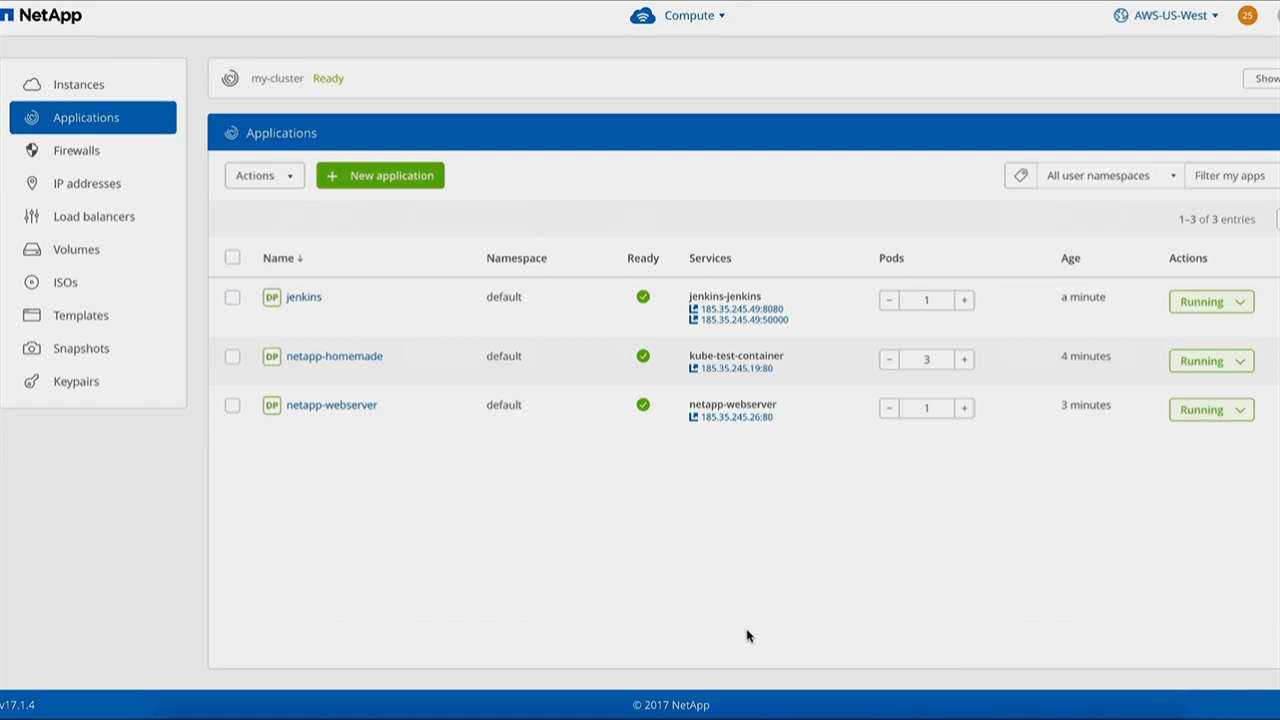 NetApp
Compute
AWS-US-West
25
Instances
Applications
Firewalls
IP addresses
Load balancers
Volumes
ISOs
Templates
Snapshots
Keypairs
my-cluster Ready
Show
Applications
Actions
+ New application
All user namespaces
Filter my apps
1–3 of 3 entries
Name ↓ Namespace Ready Services Pods Age Actions
DP jenkins default jenkins-jenkins − 1 + a minute Running
185.35.245.49:8080
185.35.245.49:50000
DP netapp-homemade default kube-test-container − 3 + 4 minutes Running
185.35.245.19:80
DP netapp-webserver default netapp-webserver − 1 + 3 minutes Running
185.35.245.26:80
v17.1.4
© 2017 NetApp